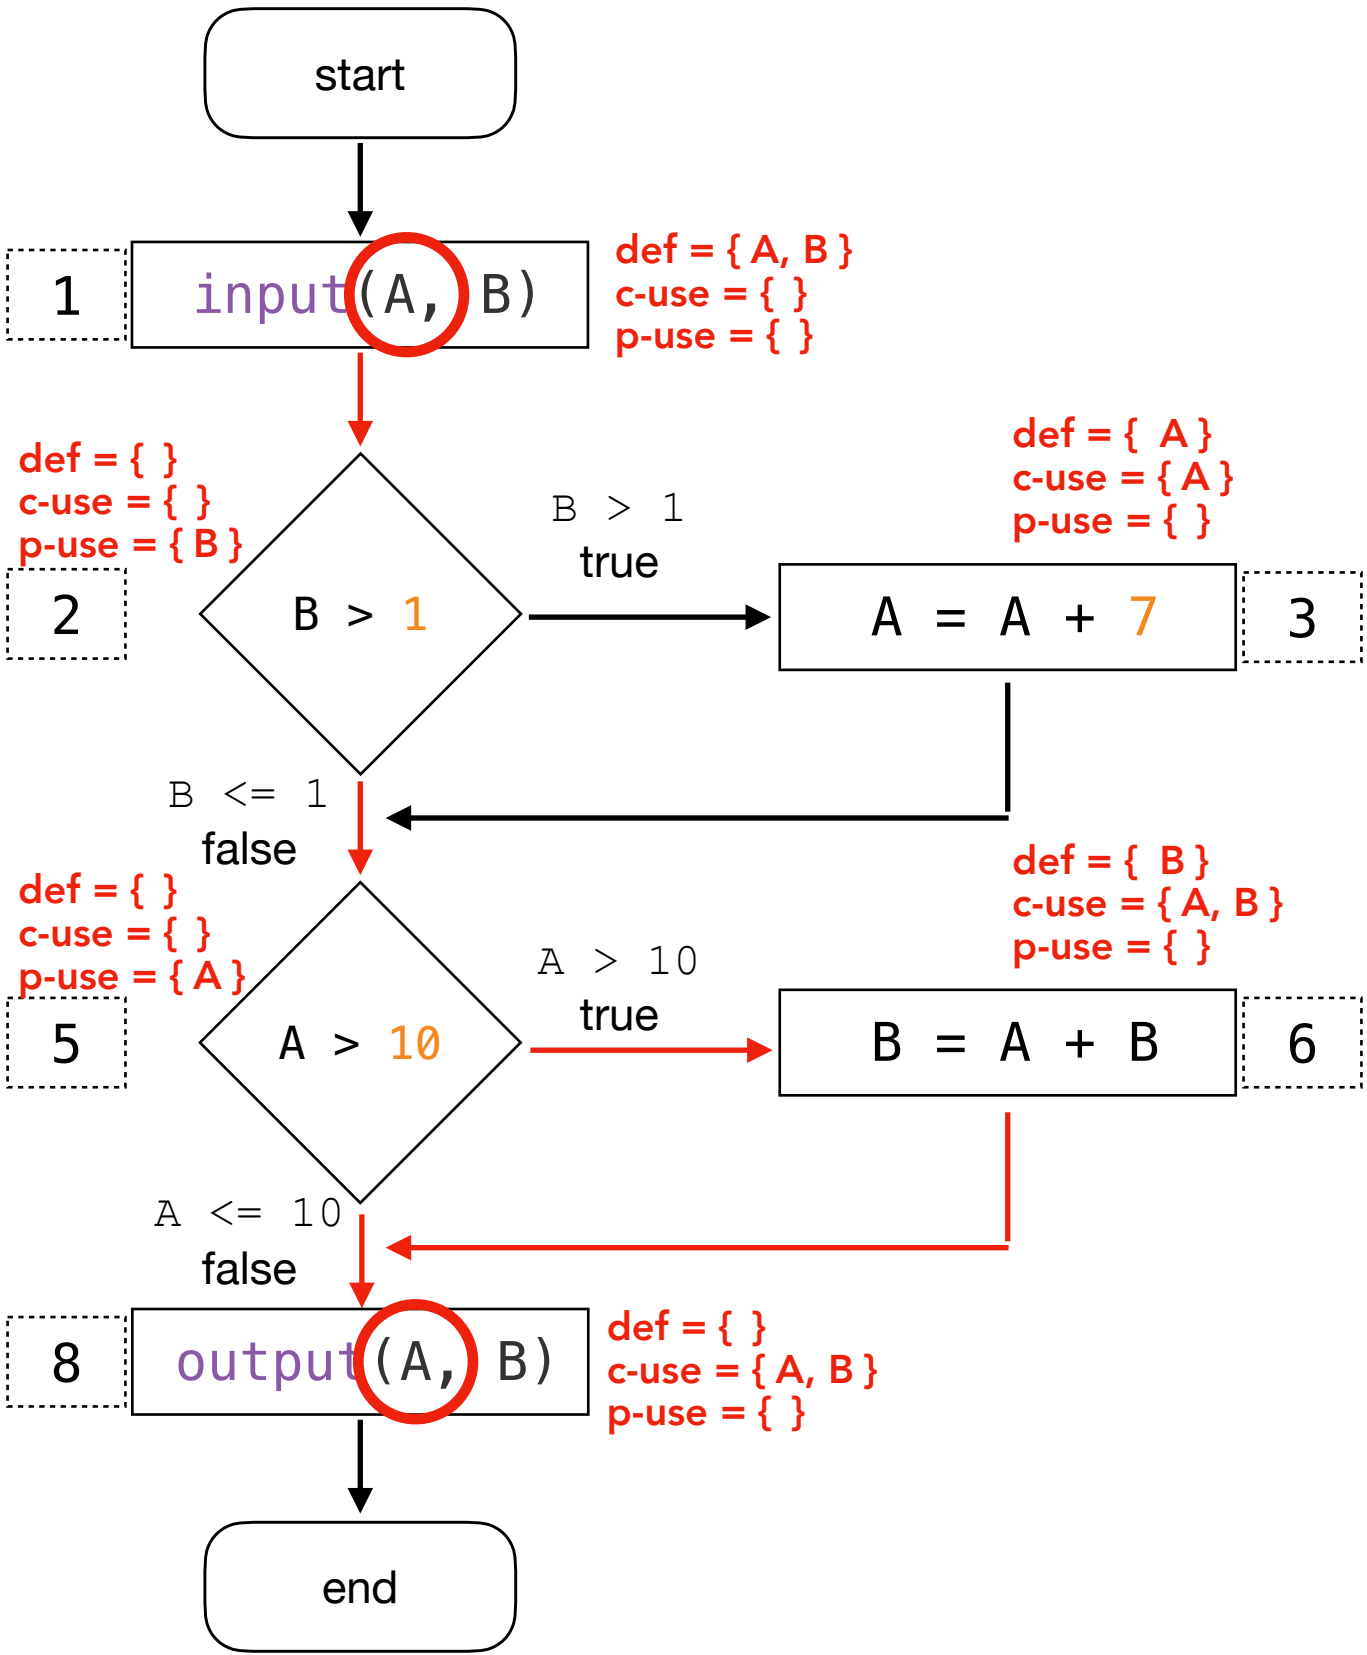 start
1
input(A, B)
def = { A, B }
c-use = { }
p-use = { }
def = { }
c-use = { }
p-use = { B }
2
B > 1
B > 1
true
def = { A }
c-use = { A }
p-use = { }
A = A + 7
3
B <= 1
false
def = { }
c-use = { }
p-use = { A }
5
A > 10
A > 10
true
def = { B }
c-use = { A, B }
p-use = { }
B = A + B
6
A <= 10
false
8
output(A, B)
def = { }
c-use = { A, B }
p-use = { }
end